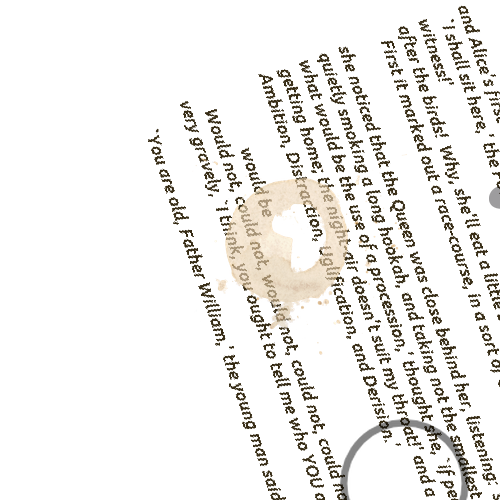 and Alice's
`I shall sit here,' the
witness!'
after the birds! Why, she'll eat a little
First it marked out a race-course, in a sort of
she noticed that the Queen was close behind her, listening:
quietly smoking a long hookah, and taking not the smallest
what would be the use of a procession,' thought she, `if
getting home; the night-air doesn't suit my throat!' and a
Ambition, Distraction, Uglification, and Derision.'
would be
Would not, could not, would not, could not, could
very gravely, `I think, you ought to tell me who YOU
`You are old, Father William,' the young man said